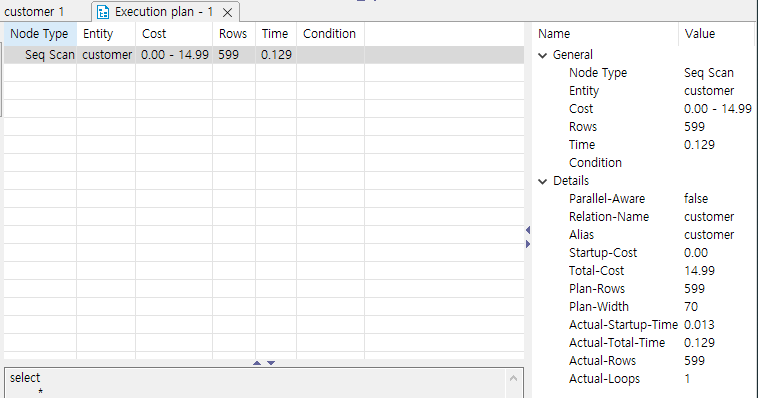 customer 1
Execution plan - 1
Node Type Entity Cost Rows Time Condition
Seq Scan customer 0.00 - 14.99 599 0.129
select
*
Name Value
General
Node Type Seq Scan
Entity customer
Cost 0.00 - 14.99
Rows 599
Time 0.129
Condition
Details
Parallel-Aware false
Relation-Name customer
Alias customer
Startup-Cost 0.00
Total-Cost 14.99
Plan-Rows 599
Plan-Width 70
Actual-Startup-Time 0.013
Actual-Total-Time 0.129
Actual-Rows 599
Actual-Loops 1